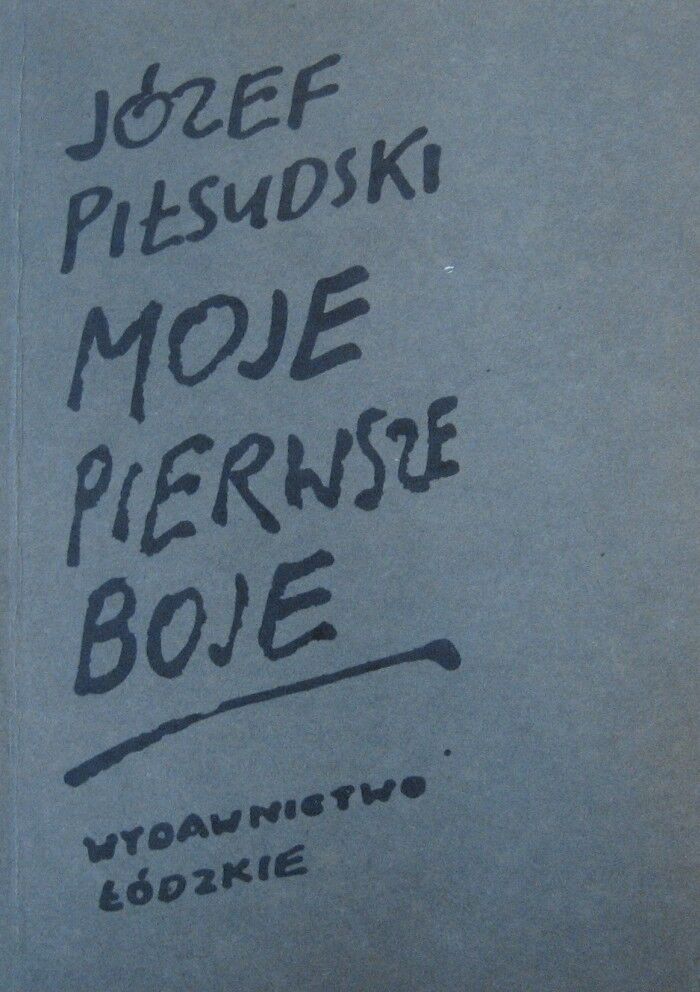 JÓZEF
PIŁSUDSKI
MOJE
PIERWSZE
BOJE
WYDAWNICTWO
ŁÓDZKIE